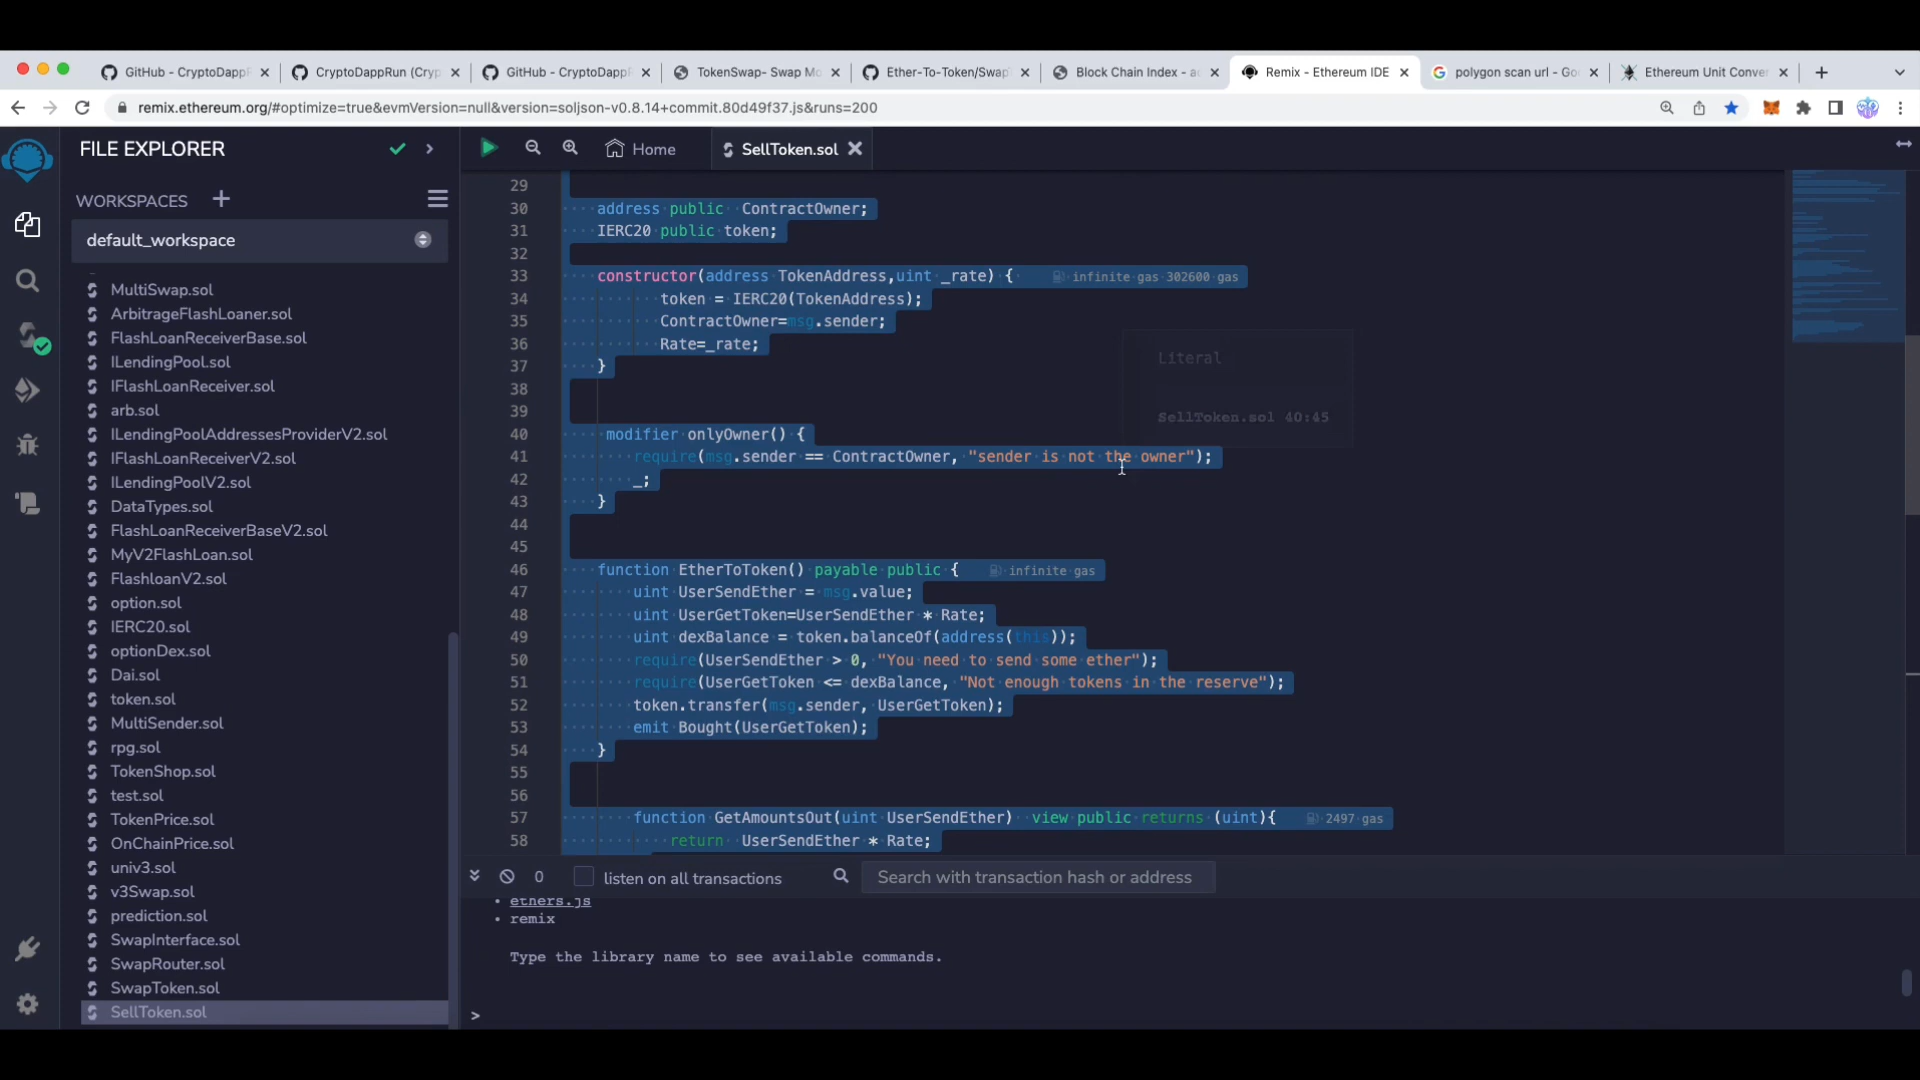 GitHub - CryptoDappR
CryptoDappRun (Cryp
GitHub - CryptoDappR
TokenSwap- Swap Mo
Ether-To-Token/Swap
Block Chain Index - a
Remix - Ethereum IDE
polygon scan url - Go
Ethereum Unit Conver
remix.ethereum.org/#optimize=true&evmVersion=null&version=soljson-v0.8.14+commit.80d49f37.js&runs=200
FILE EXPLORER
WORKSPACES
default_workspace
MultiSwap.sol
ArbitrageFlashLoaner.sol
FlashLoanReceiverBase.sol
ILendingPool.sol
IFlashLoanReceiver.sol
arb.sol
ILendingPoolAddressesProviderV2.sol
IFlashLoanReceiverV2.sol
ILendingPoolV2.sol
DataTypes.sol
FlashLoanReceiverBaseV2.sol
MyV2FlashLoan.sol
FlashloanV2.sol
option.sol
IERC20.sol
optionDex.sol
Dai.sol
token.sol
MultiSender.sol
rpg.sol
TokenShop.sol
test.sol
TokenPrice.sol
OnChainPrice.sol
univ3.sol
v3Swap.sol
prediction.sol
SwapInterface.sol
SwapRouter.sol
SwapToken.sol
SellToken.sol
Home
SellToken.sol
29
30 address public ContractOwner;
31 IERC20 public token;
32
33 constructor(address TokenAddress,uint _rate) { infinite gas 302600 gas
34 token = IERC20(TokenAddress);
35 ContractOwner=msg.sender;
36 Rate=_rate;
37 }
38
39
40 modifier onlyOwner() {
41 require(msg.sender == ContractOwner, "sender is not the owner");
42 _;
43 }
44
45
46 function EtherToToken() payable public { infinite gas
47 uint UserSendEther = msg.value;
48 uint UserGetToken=UserSendEther * Rate;
49 uint dexBalance = token.balanceOf(address(this));
50 require(UserSendEther > 0, "You need to send some ether");
51 require(UserGetToken <= dexBalance, "Not enough tokens in the reserve");
52 token.transfer(msg.sender, UserGetToken);
53 emit Bought(UserGetToken);
54 }
55
56
57 function GetAmountsOut(uint UserSendEther) view public returns (uint){ 2497 gas
58 return UserSendEther * Rate;
Literal
SellToken.sol 40:45
0
listen on all transactions
Search with transaction hash or address
• ethers.js
• remix
Type the library name to see available commands.
>